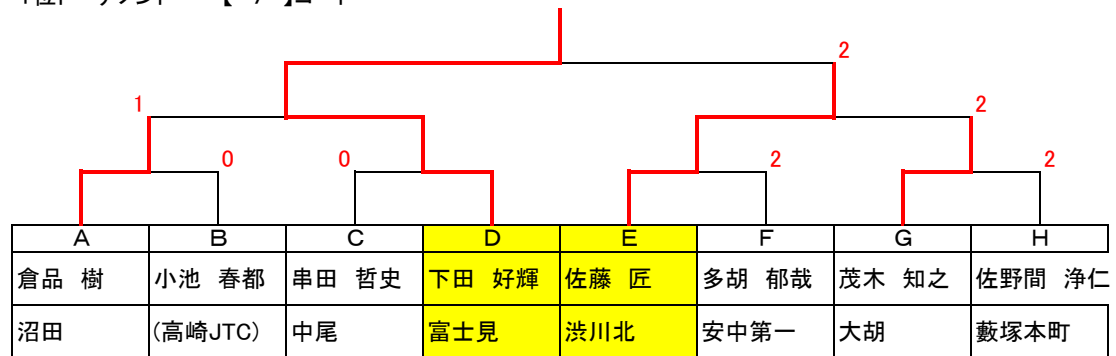 2
1 2
0 0 2 2
A B C D E F G H
倉品 樹 小池 春都 串田 哲史 下田 好輝 佐藤 匠 多胡 郁哉 茂木 知之 佐野間 浄仁
沼田 (高崎JTC) 中尾 富士見 渋川北 安中第一 大胡 藪塚本町